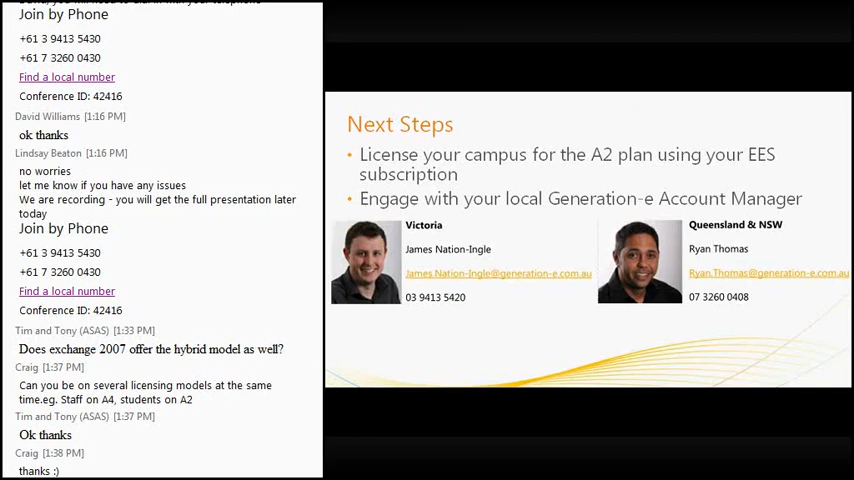 Join by Phone
+61 3 9413 5430
+61 7 3260 0430
Find a local number
Conference ID: 42416
David Williams [1:16 PM]
ok thanks
Lindsay Beaton [1:16 PM]
no worries
let me know if you have any issues
We are recording - you will get the full presentation later
today
Join by Phone
+61 3 9413 5430
+61 7 3260 0430
Find a local number
Conference ID: 42416
Tim and Tony (ASAS) [1:33 PM]
Does exchange 2007 offer the hybrid model as well?
Craig [1:37 PM]
Can you be on several licensing models at the same
time.eg. Staff on A4, students on A2
Tim and Tony (ASAS) [1:37 PM]
Ok thanks
Craig [1:38 PM]
thanks :)
Next Steps
• License your campus for the A2 plan using your EES
subscription
• Engage with your local Generation-e Account Manager
Victoria
James Nation-Ingle
James.Nation-Ingle@generation-e.com.au
03 9413 5420
Queensland & NSW
Ryan Thomas
Ryan.Thomas@generation-e.com.au
07 3260 0408